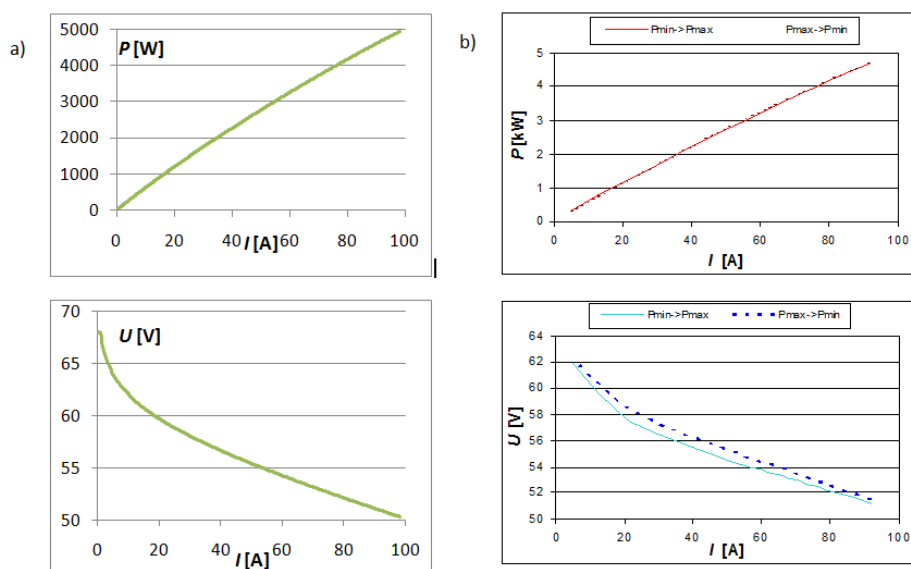 a)
P [W]
5000
4000
3000
2000
1000
0
0 20 40 60 80 100
I [A]
U [V]
70
65
60
55
50
0 20 40 60 80 100
I [A]
b)
Pmin->Pmax Pmax->Pmin
P [kW]
5
4
3
2
1
0
0 20 40 60 80 100
I [A]
Pmin->Pmax Pmax->Pmin
U [V]
64
62
60
58
56
54
52
50
0 20 40 60 80 100
I [A]